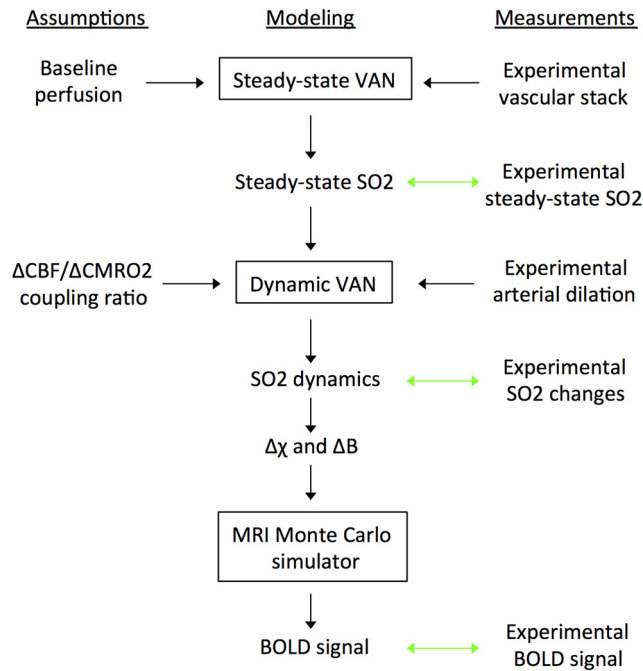 Assumptions Modeling Measurements
Baseline
perfusion
Steady-state VAN
Experimental
vascular stack
Steady-state SO2
Experimental
steady-state SO2
ΔCBF/ΔCMRO2
coupling ratio
Dynamic VAN
Experimental
arterial dilation
SO2 dynamics
Experimental
SO2 changes
Δχ and ΔB
MRI Monte Carlo
simulator
BOLD signal
Experimental
BOLD signal